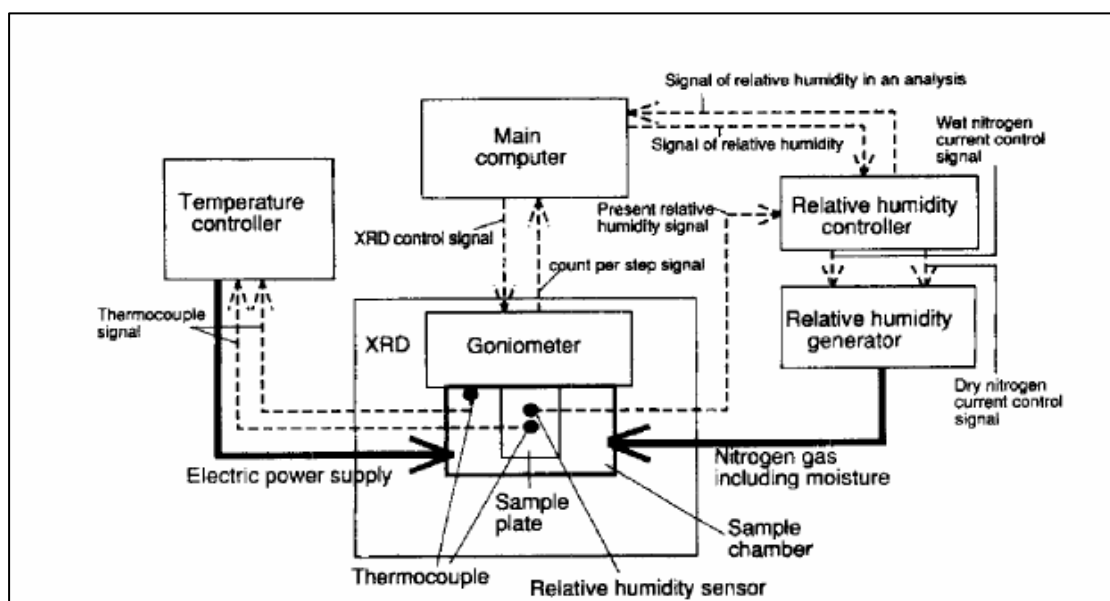 Signal of relative humidity in an analysis
Main
computer
Signal of relative humidity
Wet nitrogen
current control
signal
Temperature
controller
XRD control signal
Present relative
humidity signal
Relative humidity
controller
count per step signal
Thermocouple
signal
XRD
Goniometer
Relative humidity
generator
Dry nitrogen
current control
signal
Electric power supply
Nitrogen gas
including moisture
Sample
plate
Sample
chamber
Thermocouple
Relative humidity sensor